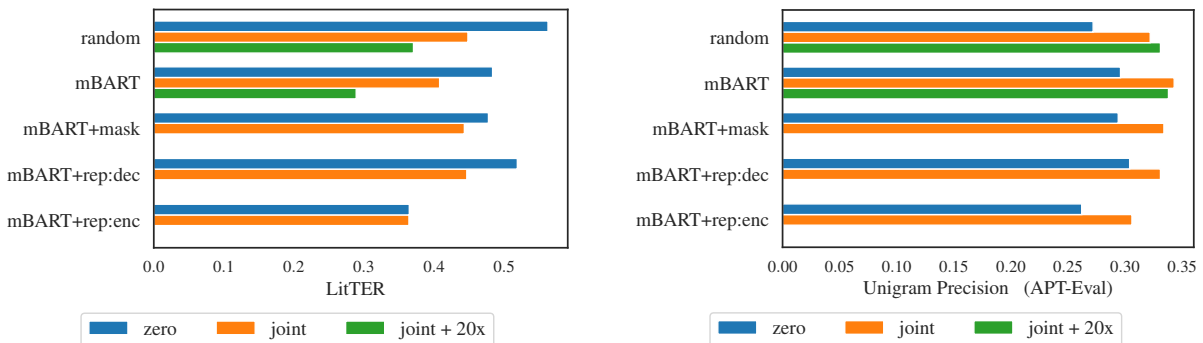 random
mBART
mBART+mask
mBART+rep:dec
mBART+rep:enc
0.0 0.1 0.2 0.3 0.4 0.5
LitTER
zero joint joint + 20x
random
mBART
mBART+mask
mBART+rep:dec
mBART+rep:enc
0.00 0.05 0.10 0.15 0.20 0.25 0.30 0.35
Unigram Precision (APT-Eval)
zero joint joint + 20x